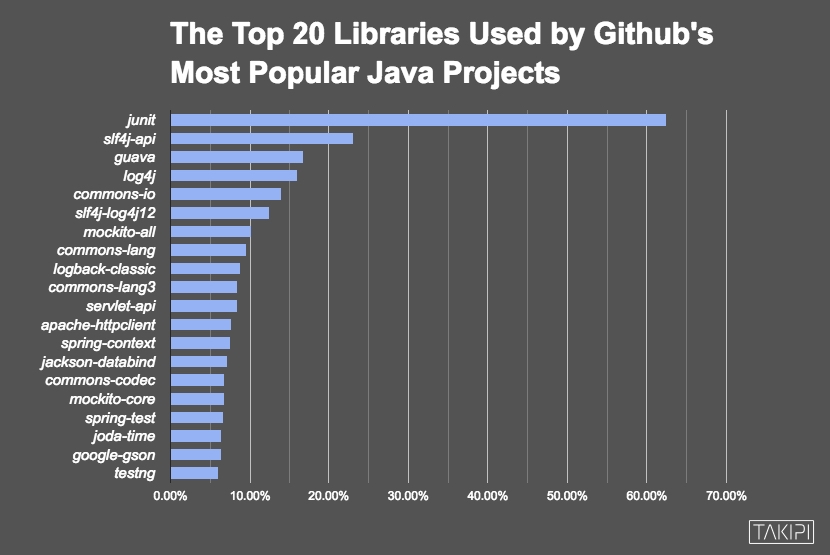 The Top 20 Libraries Used by Github's
Most Popular Java Projects
junit
slf4j-api
guava
log4j
commons-io
slf4j-log4j12
mockito-all
commons-lang
logback-classic
commons-lang3
servlet-api
apache-httpclient
spring-context
jackson-databind
commons-codec
mockito-core
spring-test
joda-time
google-gson
testng
0.00% 10.00% 20.00% 30.00% 40.00% 50.00% 60.00% 70.00%
TAKIPI